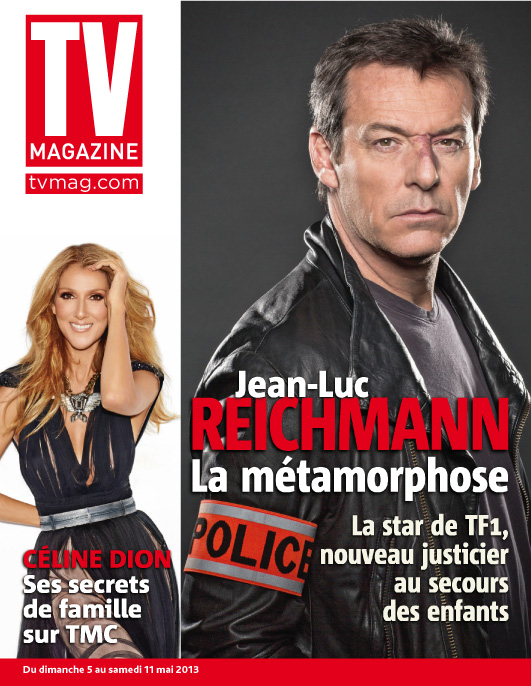 TV
MAGAZINE
tvmag.com
Jean-Luc
REICHMANN
La métamorphose
La star de TF1,
nouveau justicier
au secours
des enfants
POLICE
CÉLINE DION
Ses secrets
de famille
sur TMC
Du dimanche 5 au samedi 11 mai 2013